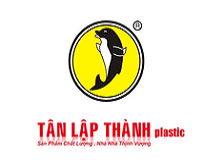 ®
TÂN LẬP THÀNH plastic
Sản Phẩm Chất Lượng, Nhà Nhà Thịnh Vượng